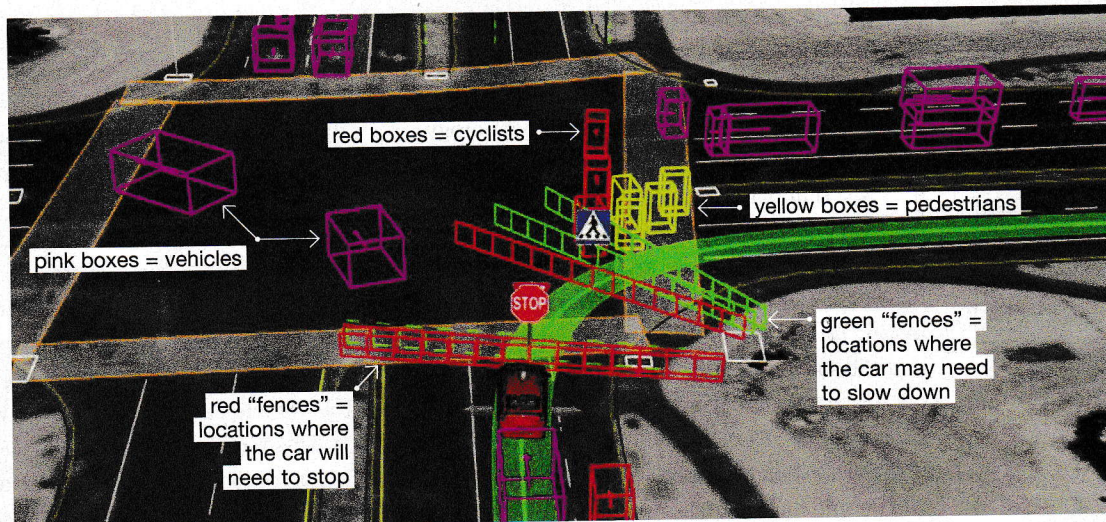 red boxes = cyclists
yellow boxes = pedestrians
pink boxes = vehicles
STOP
green “fences” =
locations where
the car may need
to slow down
red “fences” =
locations where
the car will
need to stop